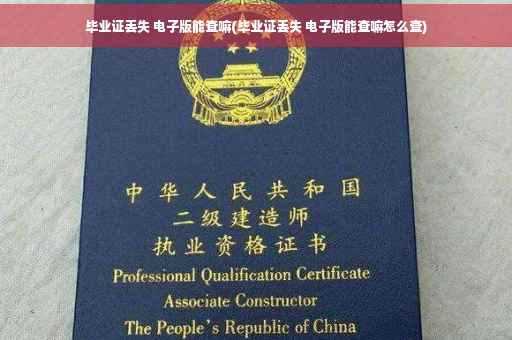 毕业证丢失 电子版能查嘛(毕业证丢失 电子版能查嘛怎么查)
中华人民共和国
二级建造师
执业资格证书
Professional Qualification Certificate
Associate Constructor
The People's Republic of China